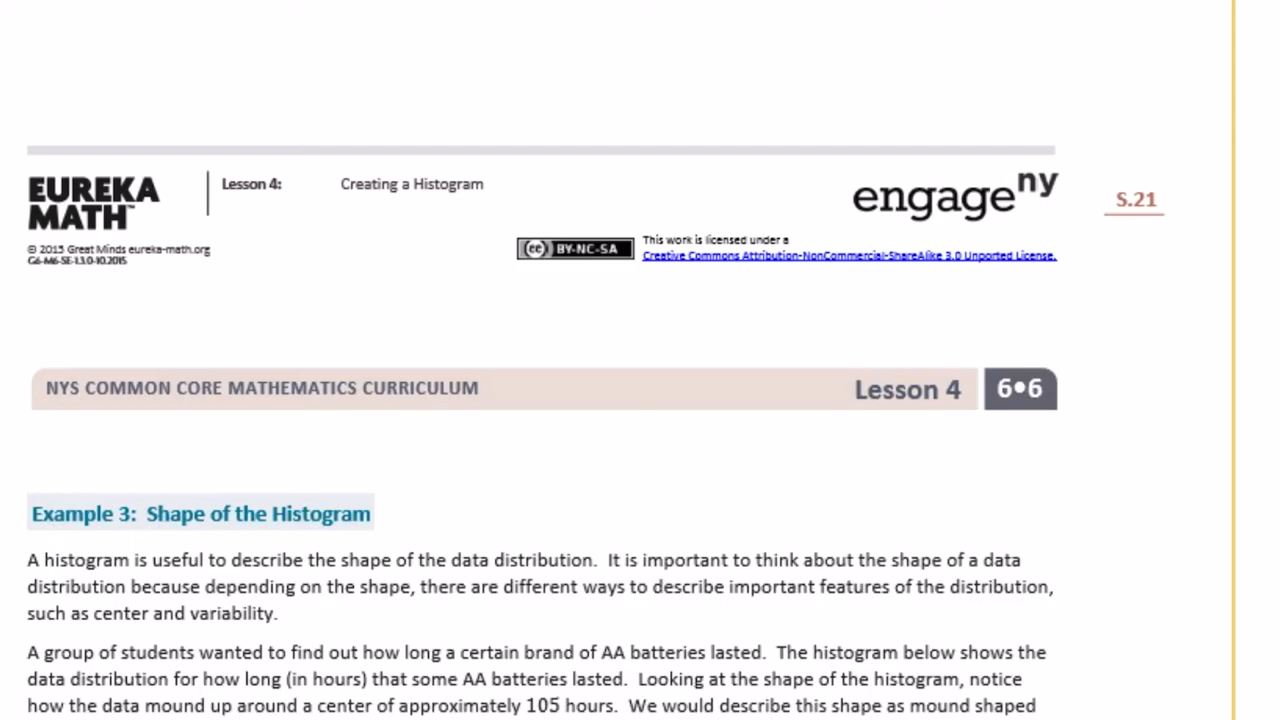 EUREKA
MATH™
Lesson 4: Creating a Histogram
engage ny
S.21
© 2015 Great Minds eureka-math.org
G6-M6-SE-1.3.0-10.2015
cc BY-NC-SA
This work is licensed under a
Creative Commons Attribution-NonCommercial-ShareAlike 3.0 Unported License.
NYS COMMON CORE MATHEMATICS CURRICULUM
Lesson 4
6•6
Example 3: Shape of the Histogram
A histogram is useful to describe the shape of the data distribution. It is important to think about the shape of a data
distribution because depending on the shape, there are different ways to describe important features of the distribution,
such as center and variability.
A group of students wanted to find out how long a certain brand of AA batteries lasted. The histogram below shows the
data distribution for how long (in hours) that some AA batteries lasted. Looking at the shape of the histogram, notice
how the data mound up around a center of approximately 105 hours. We would describe this shape as mound shaped